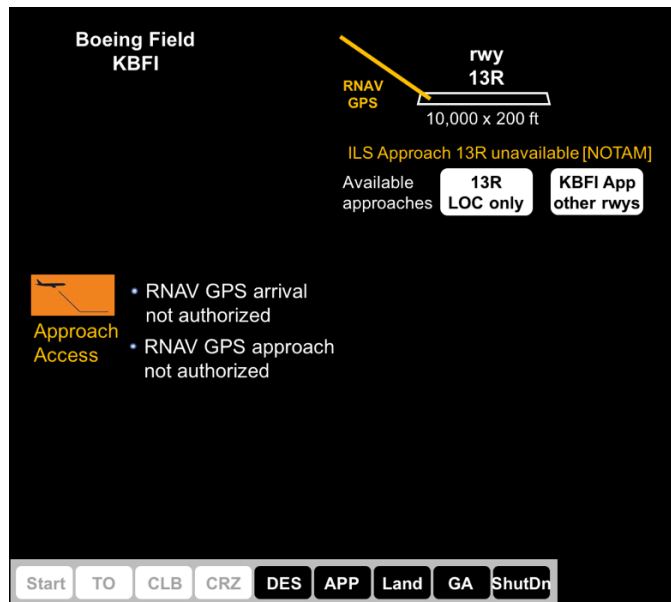 Boeing Field
KBFI
rwy
13R
RNAV
GPS
10,000 x 200 ft
ILS Approach 13R unavailable [NOTAM]
Available
approaches
13R
LOC only
KBFI App
other rwys
• RNAV GPS arrival
not authorized
Approach
Access
• RNAV GPS approach
not authorized
Start TO CLB CRZ DES APP Land GA ShutDn